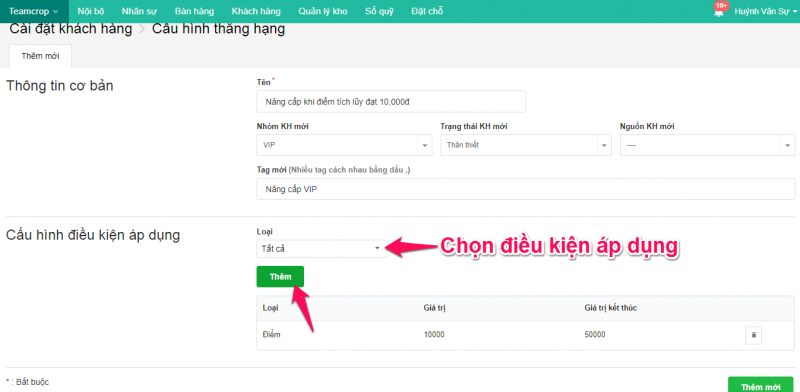 Teamcrop Nội bộ Nhân sự Bán hàng Khách hàng Quản lý kho Sổ quỹ Đặt chỗ 10+ Huỳnh Văn Sự
Cài đặt khách hàng > Cấu hình thăng hạng
Thêm mới
Thông tin cơ bản
Tên *
Nâng cấp khi điểm tích lũy đạt 10,000đ
Nhóm KH mới Trạng thái KH mới Nguồn KH mới
VIP Thân thiết ----
Tag mới (Nhiều tag cách nhau bằng dấu ,)
Nâng cấp VIP
Cấu hình điều kiện áp dụng
Loại
Tất cả
Chọn điều kiện áp dụng
Thêm
Loại Giá trị Giá trị kết thúc
Điểm 10000 50000
* : Bắt buộc
Thêm mới